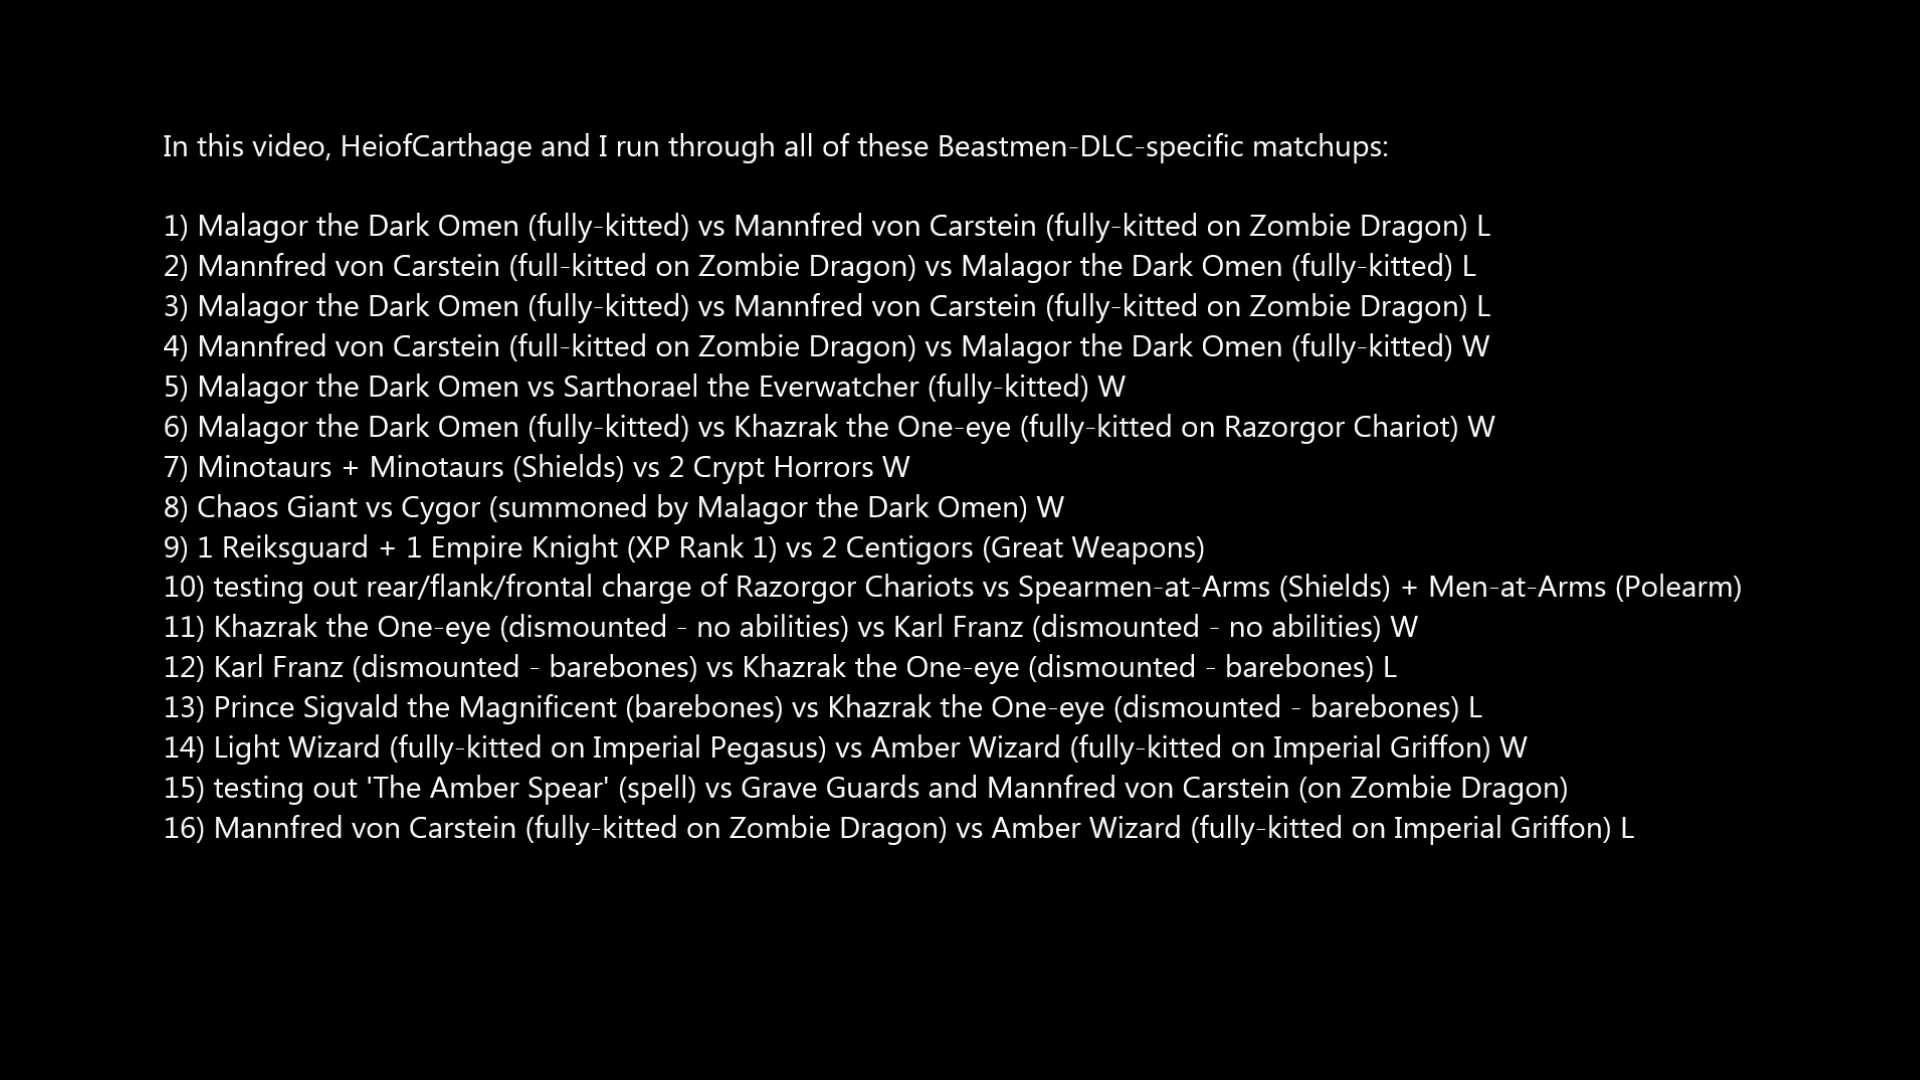 In this video, HeiofCarthage and I run through all of these Beastmen-DLC-specific matchups:
1) Malagor the Dark Omen (fully-kitted) vs Mannfred von Carstein (fully-kitted on Zombie Dragon) L
2) Mannfred von Carstein (full-kitted on Zombie Dragon) vs Malagor the Dark Omen (fully-kitted) L
3) Malagor the Dark Omen (fully-kitted) vs Mannfred von Carstein (fully-kitted on Zombie Dragon) L
4) Mannfred von Carstein (full-kitted on Zombie Dragon) vs Malagor the Dark Omen (fully-kitted) W
5) Malagor the Dark Omen vs Sarthorael the Everwatcher (fully-kitted) W
6) Malagor the Dark Omen (fully-kitted) vs Khazrak the One-eye (fully-kitted on Razorgor Chariot) W
7) Minotaurs + Minotaurs (Shields) vs 2 Crypt Horrors W
8) Chaos Giant vs Cygor (summoned by Malagor the Dark Omen) W
9) 1 Reiksguard + 1 Empire Knight (XP Rank 1) vs 2 Centigors (Great Weapons)
10) testing out rear/flank/frontal charge of Razorgor Chariots vs Spearmen-at-Arms (Shields) + Men-at-Arms (Polearm)
11) Khazrak the One-eye (dismounted - no abilities) vs Karl Franz (dismounted - no abilities) W
12) Karl Franz (dismounted - barebones) vs Khazrak the One-eye (dismounted - barebones) L
13) Prince Sigvald the Magnificent (barebones) vs Khazrak the One-eye (dismounted - barebones) L
14) Light Wizard (fully-kitted on Imperial Pegasus) vs Amber Wizard (fully-kitted on Imperial Griffon) W
15) testing out 'The Amber Spear' (spell) vs Grave Guards and Mannfred von Carstein (on Zombie Dragon)
16) Mannfred von Carstein (fully-kitted on Zombie Dragon) vs Amber Wizard (fully-kitted on Imperial Griffon) L